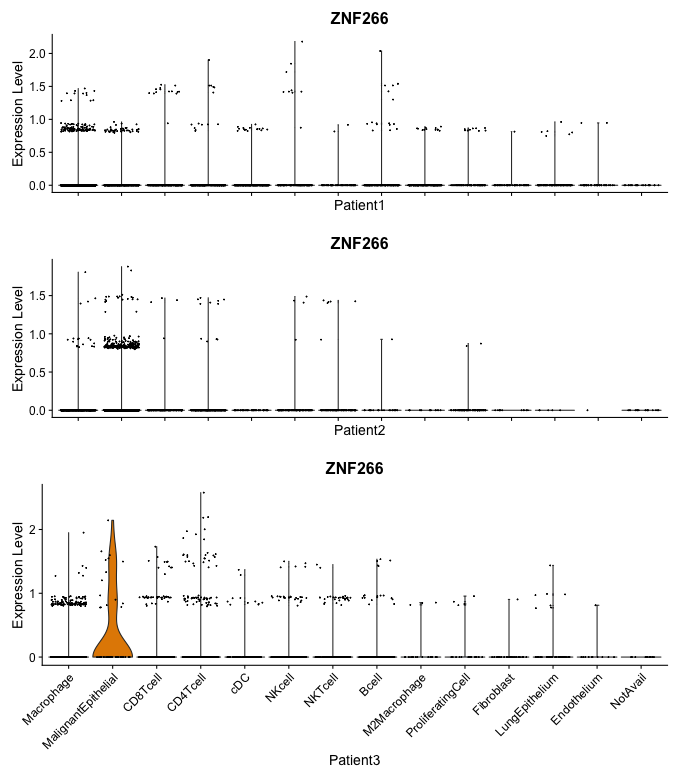 ZNF266
Expression Level
2.0
1.5
1.0
0.5
0.0
Patient1
ZNF266
Expression Level
1.5
1.0
0.5
0.0
Patient2
ZNF266
Expression Level
2
1
0
Macrophage
MalignantEpithelial
CD8Tcell
CD4Tcell
cDC
NKcell
NKTcell
Bcell
M2Macrophage
ProliferatingCell
Fibroblast
LungEpithelium
Endothelium
NotAvail
Patient3